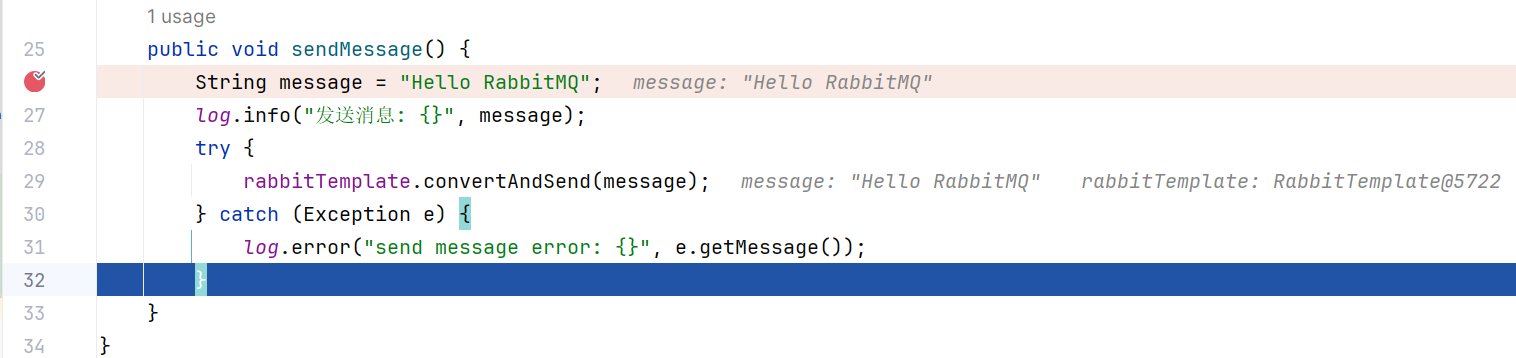 1 usage
25 public void sendMessage() {
String message = "Hello RabbitMQ"; message: "Hello RabbitMQ"
27 log.info("发送消息: {}", message);
28 try {
29 rabbitTemplate.convertAndSend(message); message: "Hello RabbitMQ" rabbitTemplate: RabbitTemplate@5722
30 } catch (Exception e) {
31 log.error("send message error: {}", e.getMessage());
32 }
33 }
34 }